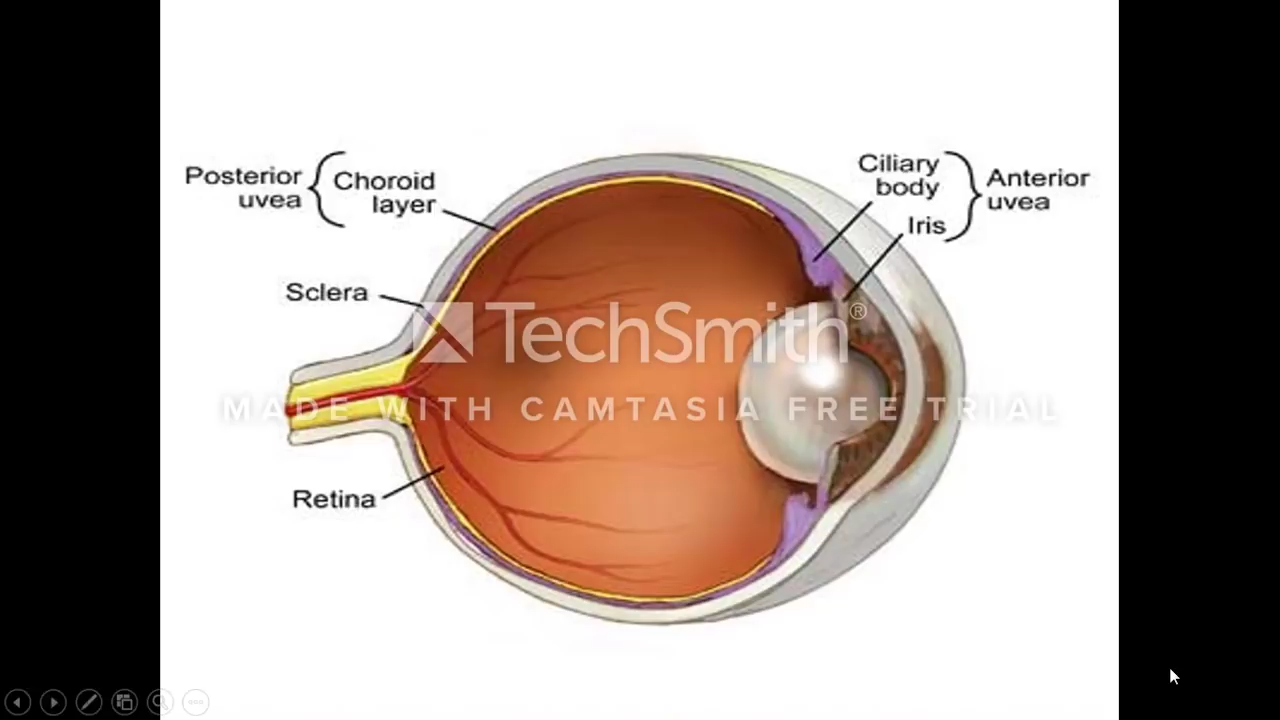 Posterior
uvea
Choroid
layer
Ciliary
body
Iris
Anterior
uvea
Sclera
TechSmith®
MADE WITH CAMTASIA FREE TRIAL
Retina